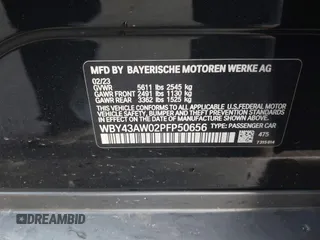 MFD. BY BAYERISCHE MOTOREN WERKE AG
02/23
GVWR 5611 lbs 2545 kg
GAWR FRONT 2491 lbs 1130 kg
GAWR REAR 3362 lbs 1525 kg
THIS VEHICLE CONFORMS TO ALL APPLICABLE FEDERAL MOTOR
VEHICLE SAFETY, BUMPER, AND THEFT PREVENTION STANDARDS IN
EFFECT ON THE DATE OF MANUFACTURE SHOWN ABOVE.
WBY43AW02PFP50656 TYPE: PASSENGER CAR
475
DREAMBID